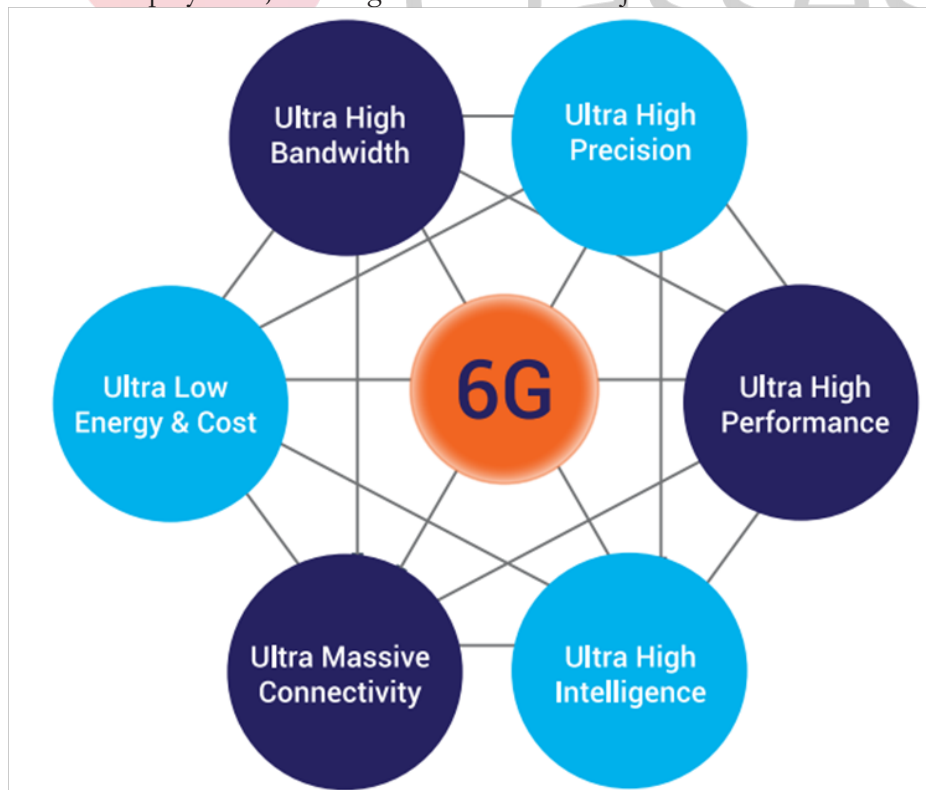 Ultra High
Bandwidth
Ultra High
Precision
Ultra Low
Energy & Cost
6G
Ultra High
Performance
Ultra Massive
Connectivity
Ultra High
Intelligence